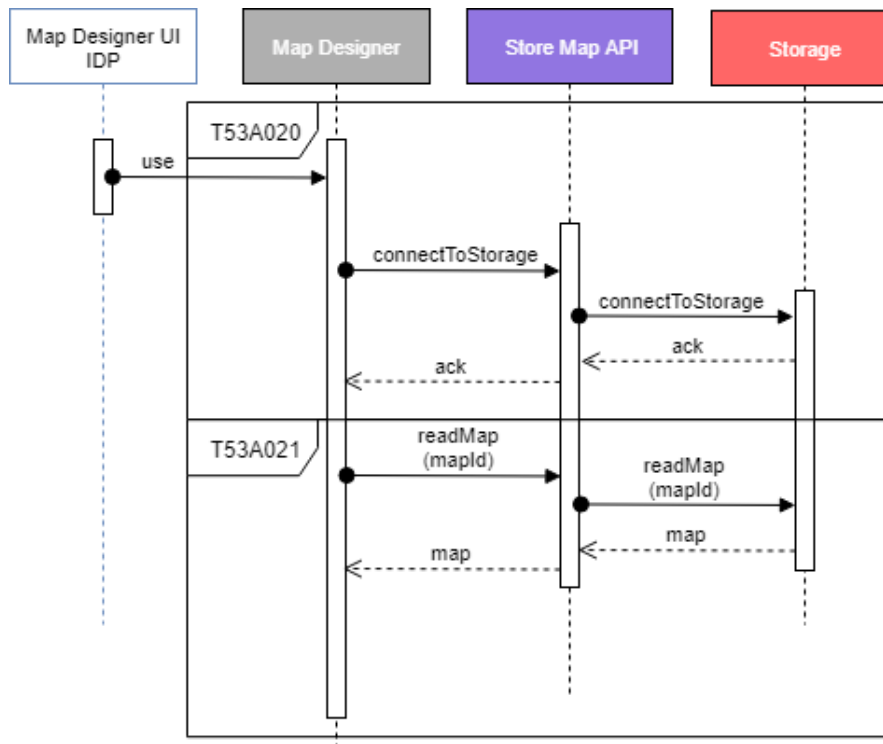 Map Designer UI
IDP
Map Designer
Store Map API
Storage
T53A020
use
connectToStorage
connectToStorage
ack
ack
T53A021
readMap
(mapId)
readMap
(mapId)
map
map